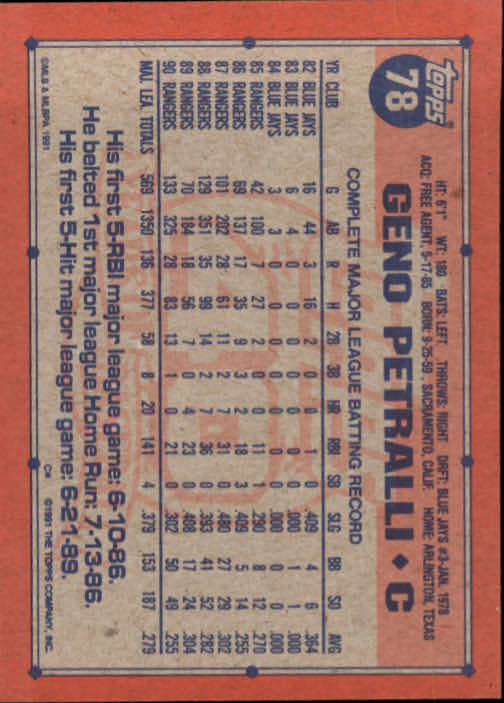 topps®
78
HT: 6'1" WT: 180 BATS: LEFT THROWS: RIGHT DRFT: BLUE JAYS #3-JAN, 1978
ACQ: FREE AGENT, 5-17-85 BORN: 9-25-59, SACRAMENTO, CALIF. HOME: ARLINGTON, TEXAS
GENO PETRALLI ♦ C
COMPLETE MAJOR LEAGUE BATTING RECORD
YR CLUB G AB R H 2B 3B HR RBI SB SLG BB SO AVG
82 BLUE JAYS 16 44 3 16 2 0 0 1 0 .409 4 6 .364
83 BLUE JAYS 6 4 0 0 0 0 0 0 0 .000 1 1 .000
84 BLUE JAYS 3 3 0 0 0 0 0 0 0 .000 0 0 .000
85 RANGERS 42 100 7 27 2 0 0 11 1 .290 8 12 .270
86 RANGERS 69 137 17 35 9 3 2 18 3 .409 5 14 .255
87 RANGERS 101 202 28 61 11 2 7 31 0 .480 27 29 .302
88 RANGERS 129 351 35 99 14 2 7 36 0 .393 41 52 .282
89 RANGERS 70 184 18 56 7 0 4 23 0 .408 17 24 .304
90 RANGERS 133 325 28 83 13 1 0 21 0 .302 50 49 .255
MAJ. LEA. TOTALS 569 1350 136 377 58 8 20 141 4 .379 153 187 .279
His first 5-RBI major league game: 6-10-86.
He belted 1st major league Home Run: 7-13-86.
His first 5-Hit major league game: 6-21-89.
©MLB & MLBPA 1991
C* ©1991 THE TOPPS COMPANY, INC.